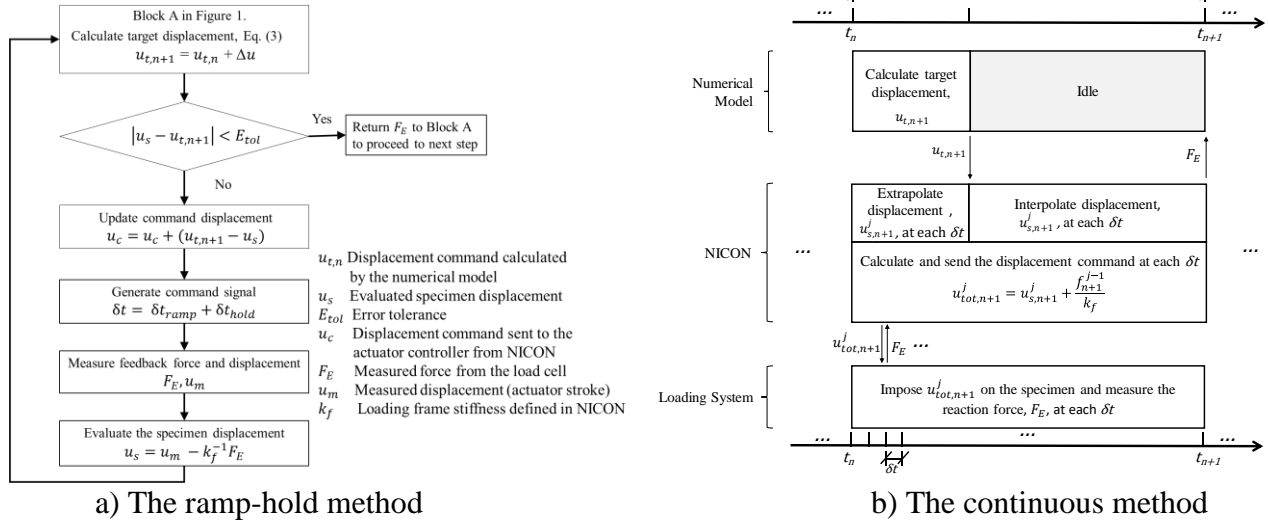 Block A in Figure 1.
Calculate target displacement, Eq. (3)
u_{t,n+1} = u_{t,n} + Δu
|u_s − u_{t,n+1}| < E_{tol}
Yes
Return F_E to Block A
to proceed to next step
No
Update command displacement
u_c = u_c + (u_{t,n+1} − u_s)
Generate command signal
δt = δt_{ramp} + δt_{hold}
Measure feedback force and displacement
F_E, u_m
Evaluate the specimen displacement
u_s = u_m − k_f^{-1}F_E
u_{t,n} Displacement command calculated
by the numerical model
u_s Evaluated specimen displacement
E_{tol} Error tolerance
u_c Displacement command sent to the
actuator controller from NICON
F_E Measured force from the load cell
u_m Measured displacement (actuator stroke)
k_f Loading frame stiffness defined in NICON
a) The ramp-hold method
... ...
t_n t_{n+1}
Numerical
Model
Calculate target
displacement,
u_{t,n+1}
Idle
u_{t,n+1}
F_E
NICON
Extrapolate
displacement ,
u^j_{s,n+1}, at each δt
Interpolate displacement,
u^j_{s,n+1}, at each δt
... ...
Calculate and send the displacement command at each δt
u^j_{tot,n+1} = u^j_{s,n+1} + f^{j−1}_{n+1} / k_f
u^j_{tot,n+1} F_E ...
Loading System
Impose u^j_{tot,n+1} on the specimen and measure the
reaction force, F_E, at each δt
... ... ...
t_n δt t_{n+1}
b) The continuous method